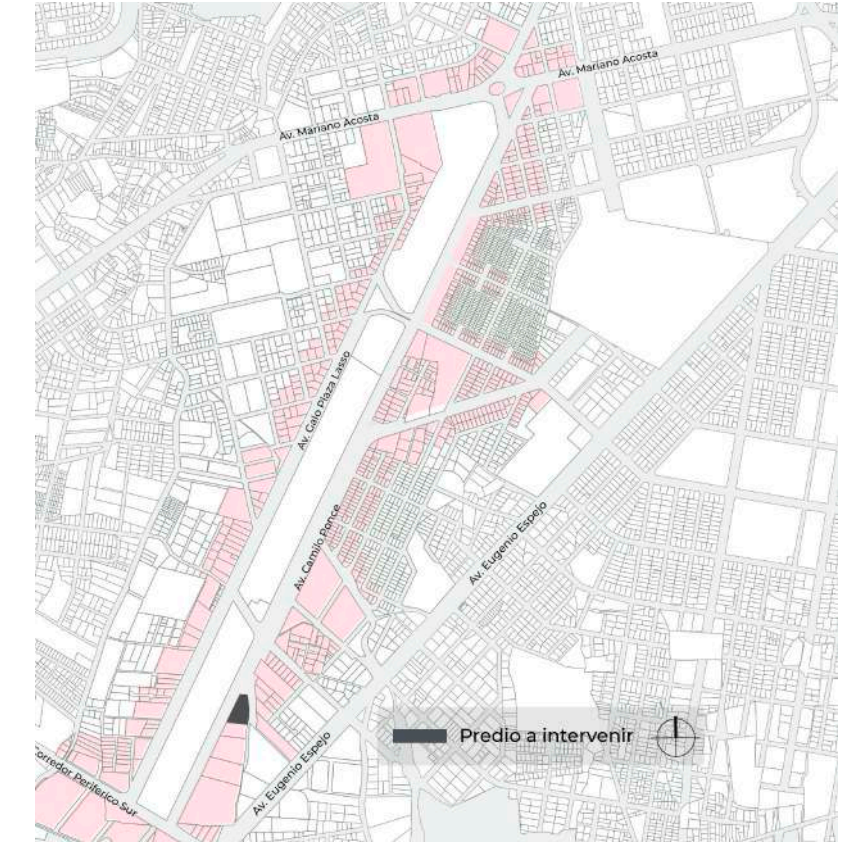 Av. Mariano Acosta
Av. Mariano Acosta
Av. Galo Plaza Lasso
Av. Camilo Ponce
Av. Eugenio Espejo
Predio a intervenir
Av. Eugenio Espejo
Corredor Periferico Sur